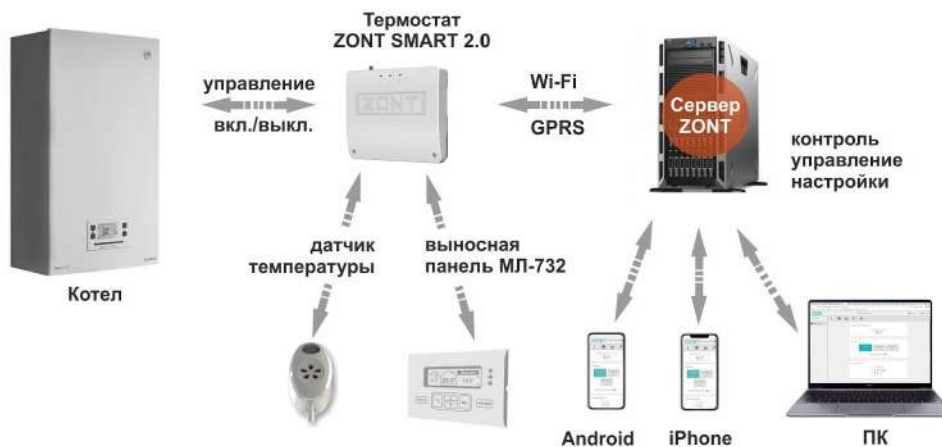 Термостат
ZONT SMART 2.0
управление
вкл./выкл.
ZONT
Wi-Fi
GPRS
Сервер
ZONT
контроль
управление
настройки
датчик
температуры
выносная
панель МЛ-732
Котел
Android
iPhone
ПК